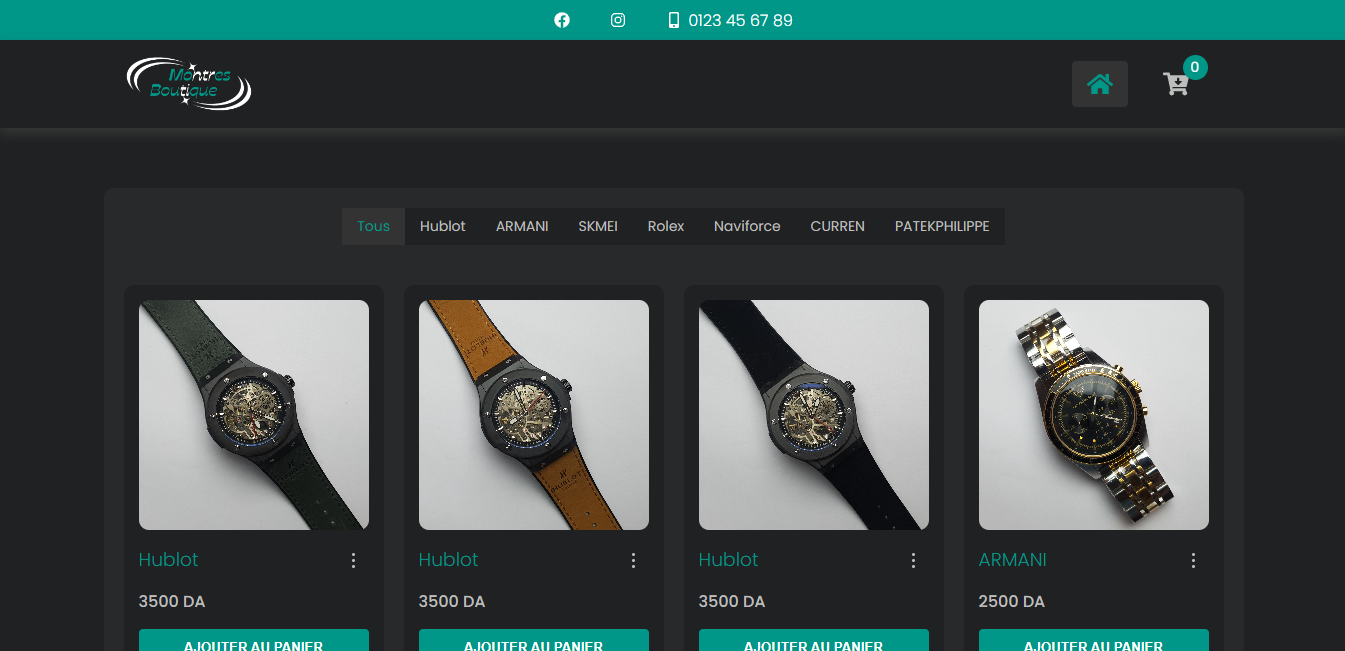 0123 45 67 89
Montres
Boutique
0
Tous Hublot ARMANI SKMEI Rolex Naviforce CURREN PATEKPHILIPPE
Hublot Hublot Hublot ARMANI
3500 DA 3500 DA 3500 DA 2500 DA
AJOUTER AU PANIER AJOUTER AU PANIER AJOUTER AU PANIER AJOUTER AU PANIER